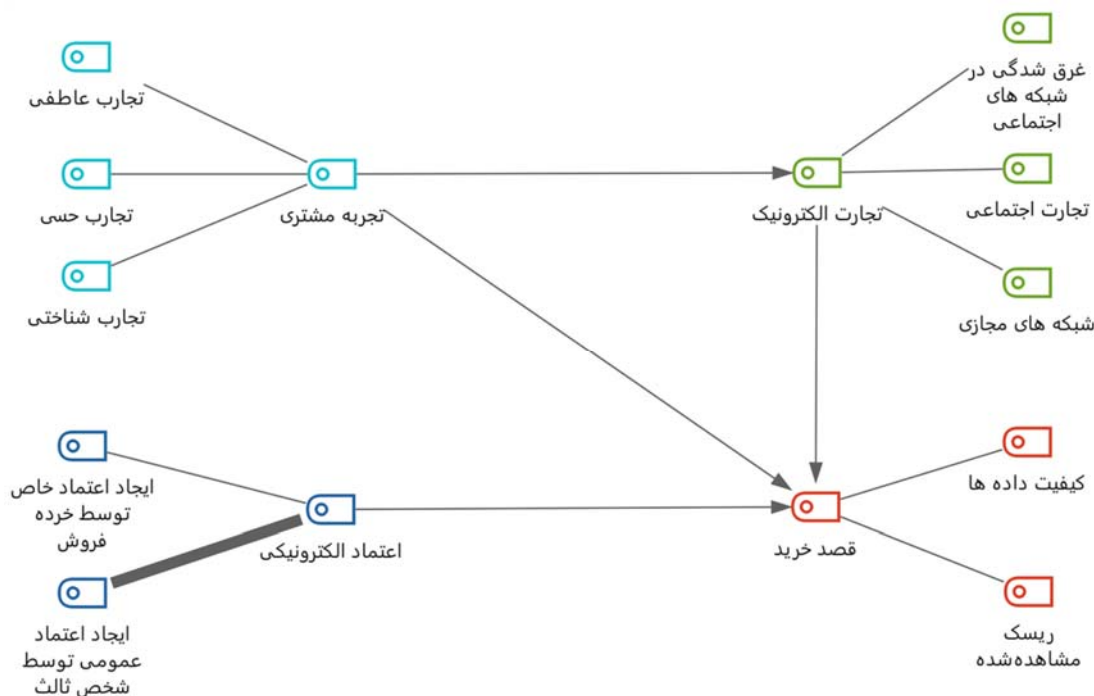 تجارب عاطفی
تجارب حسی
تجارب شناختی
تجربه مشتری
تجارت الکترونیک
غرق شدگی در
شبکه های
اجتماعی
تجارت اجتماعی
شبکه های مجازی
ایجاد اعتماد خاص
توسط خرده
فروش
ایجاد اعتماد
عمومی توسط
شخص ثالث
اعتماد الکترونیکی
قصد خرید
کیفیت داده ها
ریسک
مشاهده‌شده